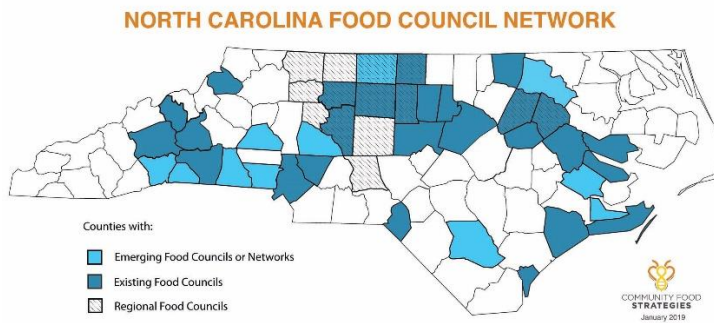 NORTH CAROLINA FOOD COUNCIL NETWORK
Counties with:
Emerging Food Councils or Networks
Existing Food Councils
Regional Food Councils
COMMUNITY FOOD
STRATEGIES
January 2019